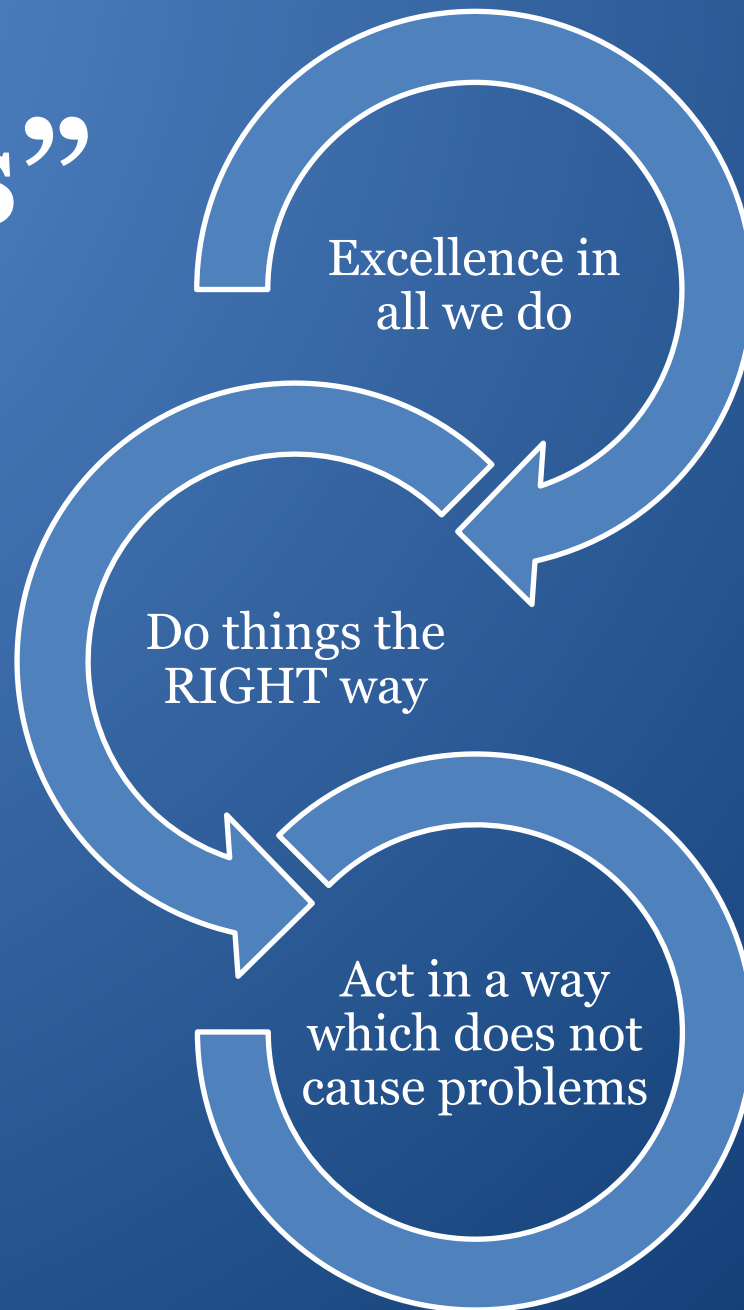 s”
Excellence in
all we do
Do things the
RIGHT way
Act in a way
which does not
cause problems